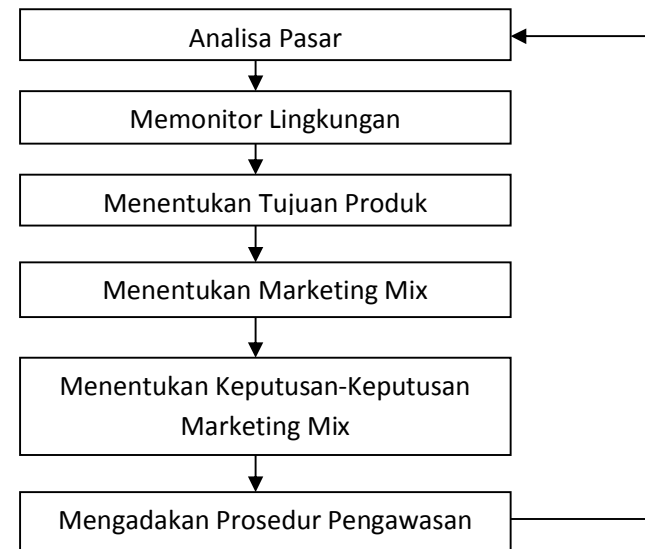 Analisa Pasar
Memonitor Lingkungan
Menentukan Tujuan Produk
Menentukan Marketing Mix
Menentukan Keputusan-Keputusan
Marketing Mix
Mengadakan Prosedur Pengawasan